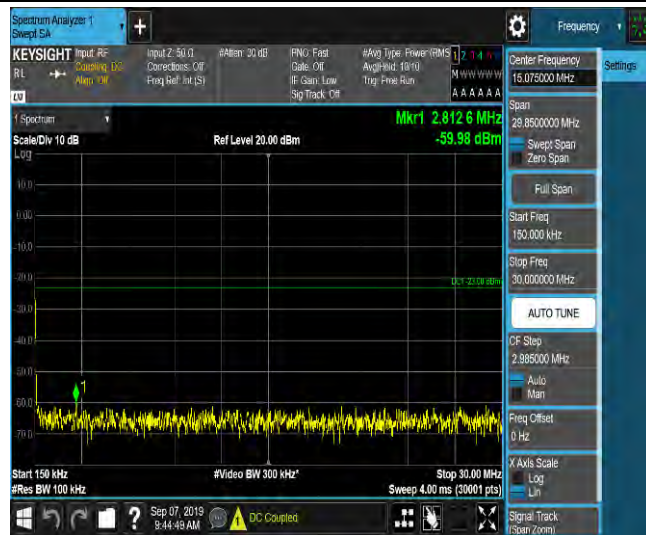 Spectrum Analyzer 1
Swept SA
Frequency
Settings
KEYSIGHT
RL
Input: RF
Coupling: DC
Align: Off
Input Z: 50 Ω
Corrections: Off
Freq Ref: Int (S)
#Atten: 30 dB
PNO: Fast
Gate: Off
IF Gain: Low
Sig Track: Off
#Avg Type: Power (RMS
Avg|Hold: 10/10
Trig: Free Run
1 2 3 4 5 6
M W W W W W
A A A A A A
1 Spectrum
Scale/Div 10 dB
Log
Ref Level 20.00 dBm
Mkr1 2.812 6 MHz
-59.98 dBm
10.0
0.00
-10.0
-20.0
-30.0
-40.0
-50.0
-60.0
-70.0
DL1 -23.00 dBm
1
Start 150 kHz
#Res BW 100 kHz
#Video BW 300 kHz*
Stop 30.00 MHz
Sweep 4.00 ms (30001 pts)
Center Frequency
15.075000 MHz
Span
29.8500000 MHz
Swept Span
Zero Span
Full Span
Start Freq
150.000 kHz
Stop Freq
30.000000 MHz
AUTO TUNE
CF Step
2.985000 MHz
Auto
Man
Freq Offset
0 Hz
X Axis Scale
Log
Lin
Signal Track
(Span Zoom)
?
Sep 07, 2019
9:44:49 AM
DC Coupled